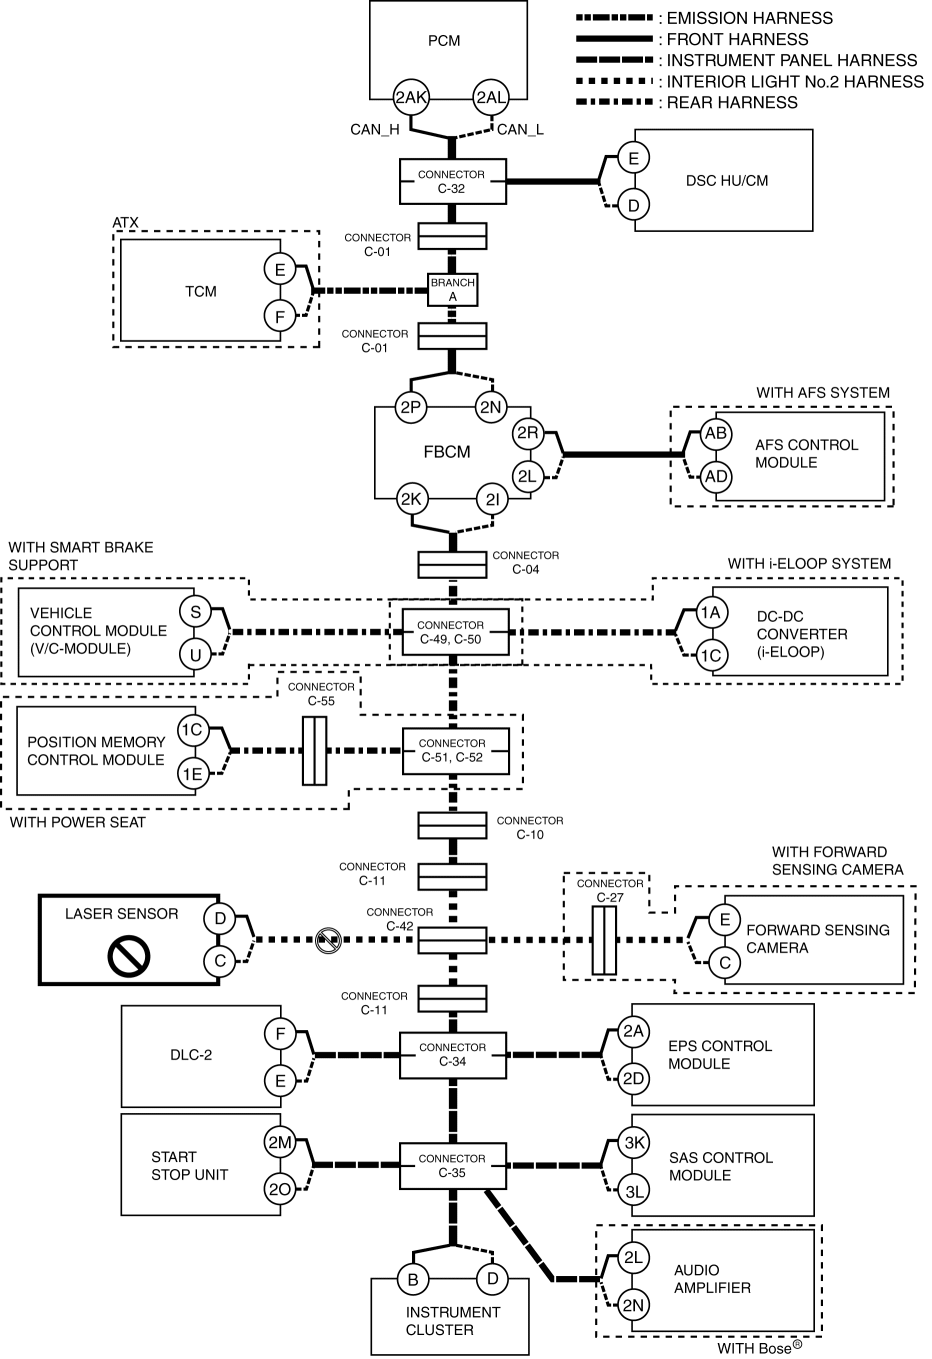 PCM
2AK
2AL
CAN_H
CAN_L
: EMISSION HARNESS
: FRONT HARNESS
: INSTRUMENT PANEL HARNESS
: INTERIOR LIGHT No.2 HARNESS
: REAR HARNESS
CONNECTOR
C-32
E
D
DSC HU/CM
CONNECTOR
C-01
ATX
TCM
E
F
BRANCH
A
CONNECTOR
C-01
2P
2N
FBCM
2R
2L
2K
2I
WITH AFS SYSTEM
AB
AD
AFS CONTROL
MODULE
CONNECTOR
C-04
WITH SMART BRAKE
SUPPORT
VEHICLE
CONTROL MODULE
(V/C-MODULE)
S
U
CONNECTOR
C-49, C-50
WITH i-ELOOP SYSTEM
1A
1C
DC-DC
CONVERTER
(i-ELOOP)
CONNECTOR
C-55
POSITION MEMORY
CONTROL MODULE
1C
1E
CONNECTOR
C-51, C-52
WITH POWER SEAT
CONNECTOR
C-10
CONNECTOR
C-11
WITH FORWARD
SENSING CAMERA
LASER SENSOR
D
C
CONNECTOR
C-42
CONNECTOR
C-27
E
C
FORWARD SENSING
CAMERA
CONNECTOR
C-11
DLC-2
F
E
CONNECTOR
C-34
2A
2D
EPS CONTROL
MODULE
START
STOP UNIT
2M
2O
CONNECTOR
C-35
3K
3L
SAS CONTROL
MODULE
2L
2N
AUDIO
AMPLIFIER
WITH Bose®
B
D
INSTRUMENT
CLUSTER